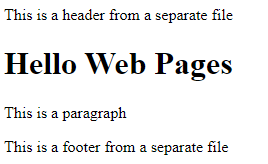 This is a header from a separate file
Hello Web Pages
This is a paragraph
This is a footer from a separate file